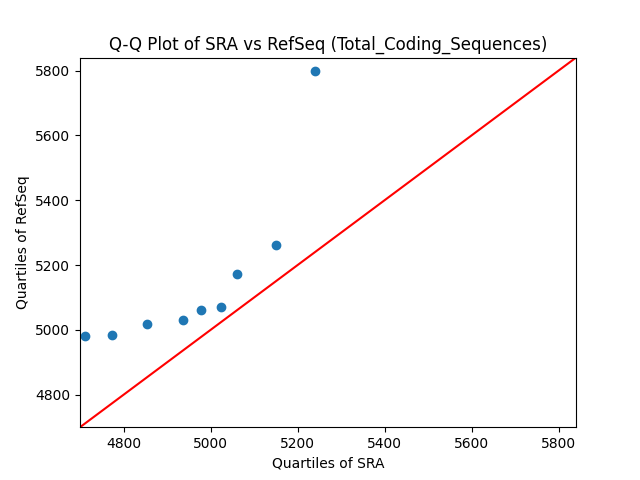 Q-Q Plot of SRA vs RefSeq (Total_Coding_Sequences)
5800
5600
5400
5200
5000
4800
Quartiles of RefSeq
4800 5000 5200 5400 5600 5800
Quartiles of SRA